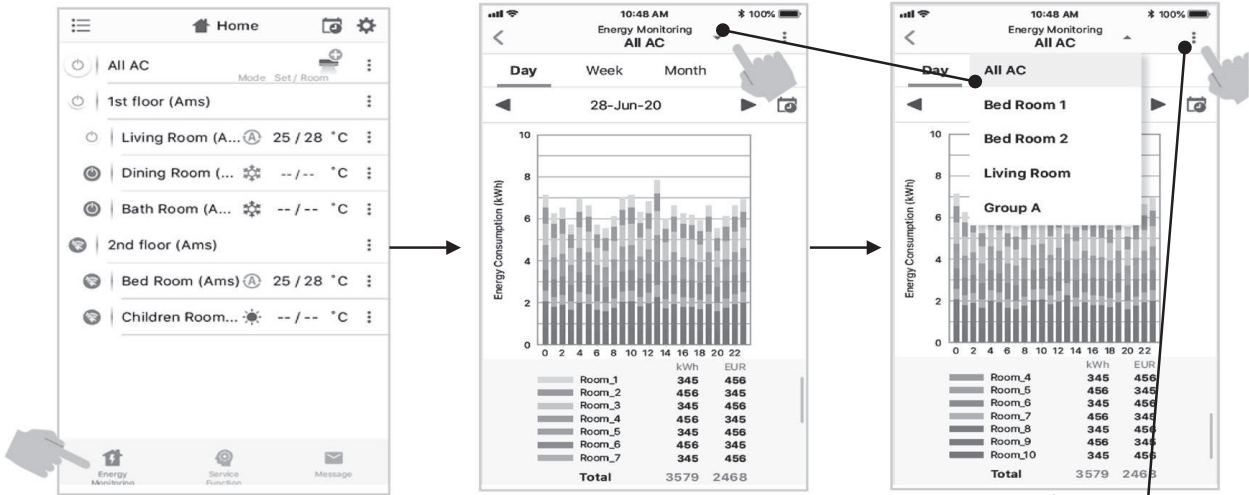 Home
All AC
Mode Set / Room
1st floor (Ams)
Living Room (A... A 25 / 28 °C
Dining Room (... -- / -- °C
Bath Room (A... -- / -- °C
2nd floor (Ams)
Bed Room (Ams) A 25 / 28 °C
Children Room... -- / -- °C
Energy Monitoring
Service Function
Message
10:48 AM 100%
Energy Monitoring
All AC
Day Week Month
28-Jun-20
Energy Consumption (kWh)
10
8
6
4
2
0
0 2 4 6 8 10 12 14 16 18 20 22
kWh EUR
Room_1 345 456
Room_2 456 345
Room_3 345 456
Room_4 456 345
Room_5 345 456
Room_6 456 345
Room_7 345 456
Total 3579 2468
10:48 AM 100%
Energy Monitoring
All AC
Day
All AC
Bed Room 1
Bed Room 2
Living Room
Group A
Energy Consumption (kWh)
10
8
6
4
2
0
0 2 4 6 8 10 12 14 16 18 20 22
kWh EUR
Room_4 345 456
Room_5 456 345
Room_6 345 456
Room_7 456 345
Room_8 345 456
Room_9 456 345
Room_10 345 456
Total 3579 2468